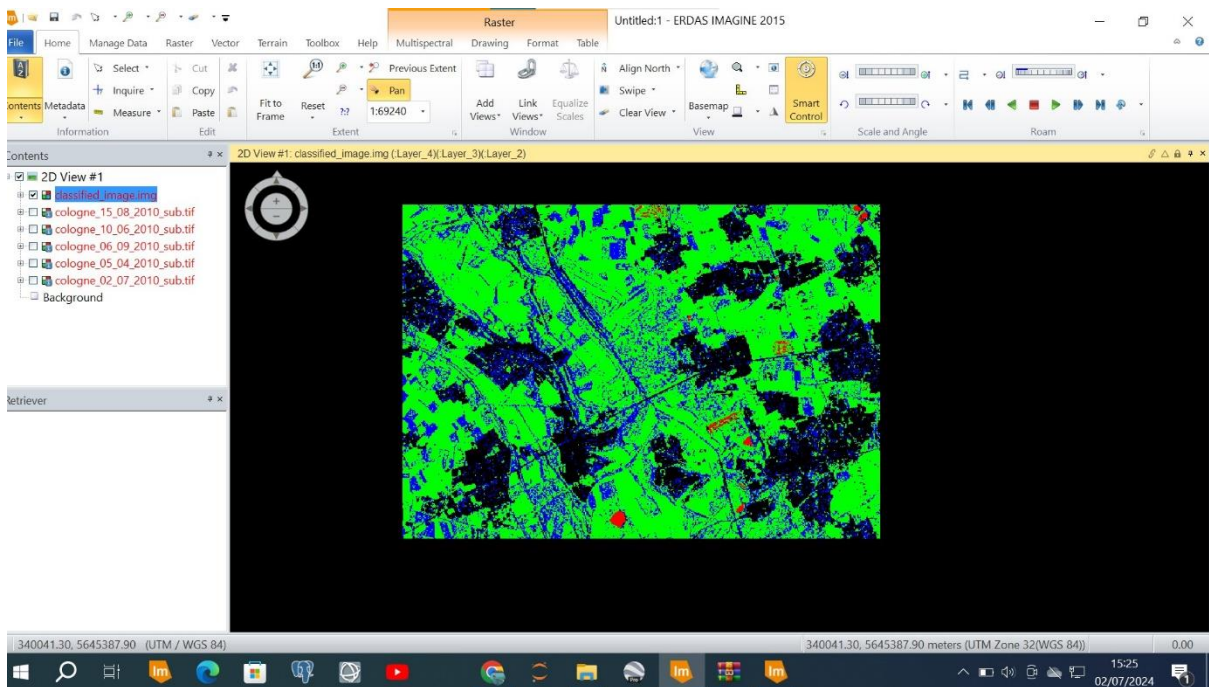 Raster
Untitled:1 - ERDAS IMAGINE 2015
File Home Manage Data Raster Vector Terrain Toolbox Help Multispectral Drawing Format Table
Contents
Metadata
Information
Select
Inquire
Measure
Cut
Copy
Paste
Edit
Fit to
Frame
1:1
Reset
1:2
Previous Extent
Pan
1:69240
Extent
Add
Views
Link
Views
Equalize
Scales
Window
Align North
Swipe
Clear View
Basemap
View
Smart
Control
Scale and Angle
Roam
Contents
2D View #1: classified_image.img (:Layer_4)(:Layer_3)(:Layer_2)
2D View #1
classified_image.img
cologne_15_08_2010_sub.tif
cologne_10_06_2010_sub.tif
cologne_06_09_2010_sub.tif
cologne_05_04_2010_sub.tif
cologne_02_07_2010_sub.tif
Background
Retriever
340041.30, 5645387.90 (UTM / WGS 84)
340041.30, 5645387.90 meters (UTM Zone 32(WGS 84))
0.00
15:25
02/07/2024